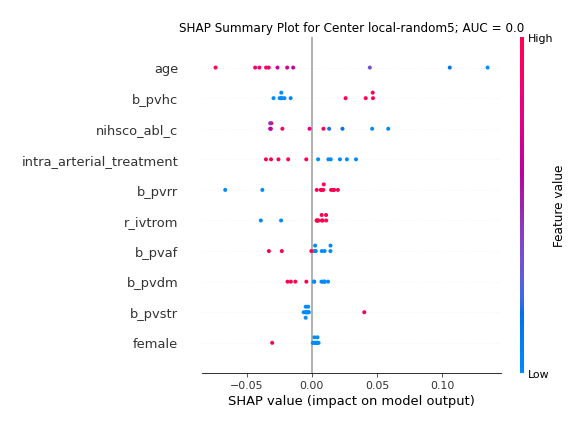 SHAP Summary Plot for Center local-random5; AUC = 0.0
High
age
b_pvhc
nihsco_abl_c
intra_arterial_treatment
b_pvrr
r_ivtrom
b_pvaf
b_pvdm
b_pvstr
female
Feature value
Low
−0.05 0.00 0.05 0.10
SHAP value (impact on model output)